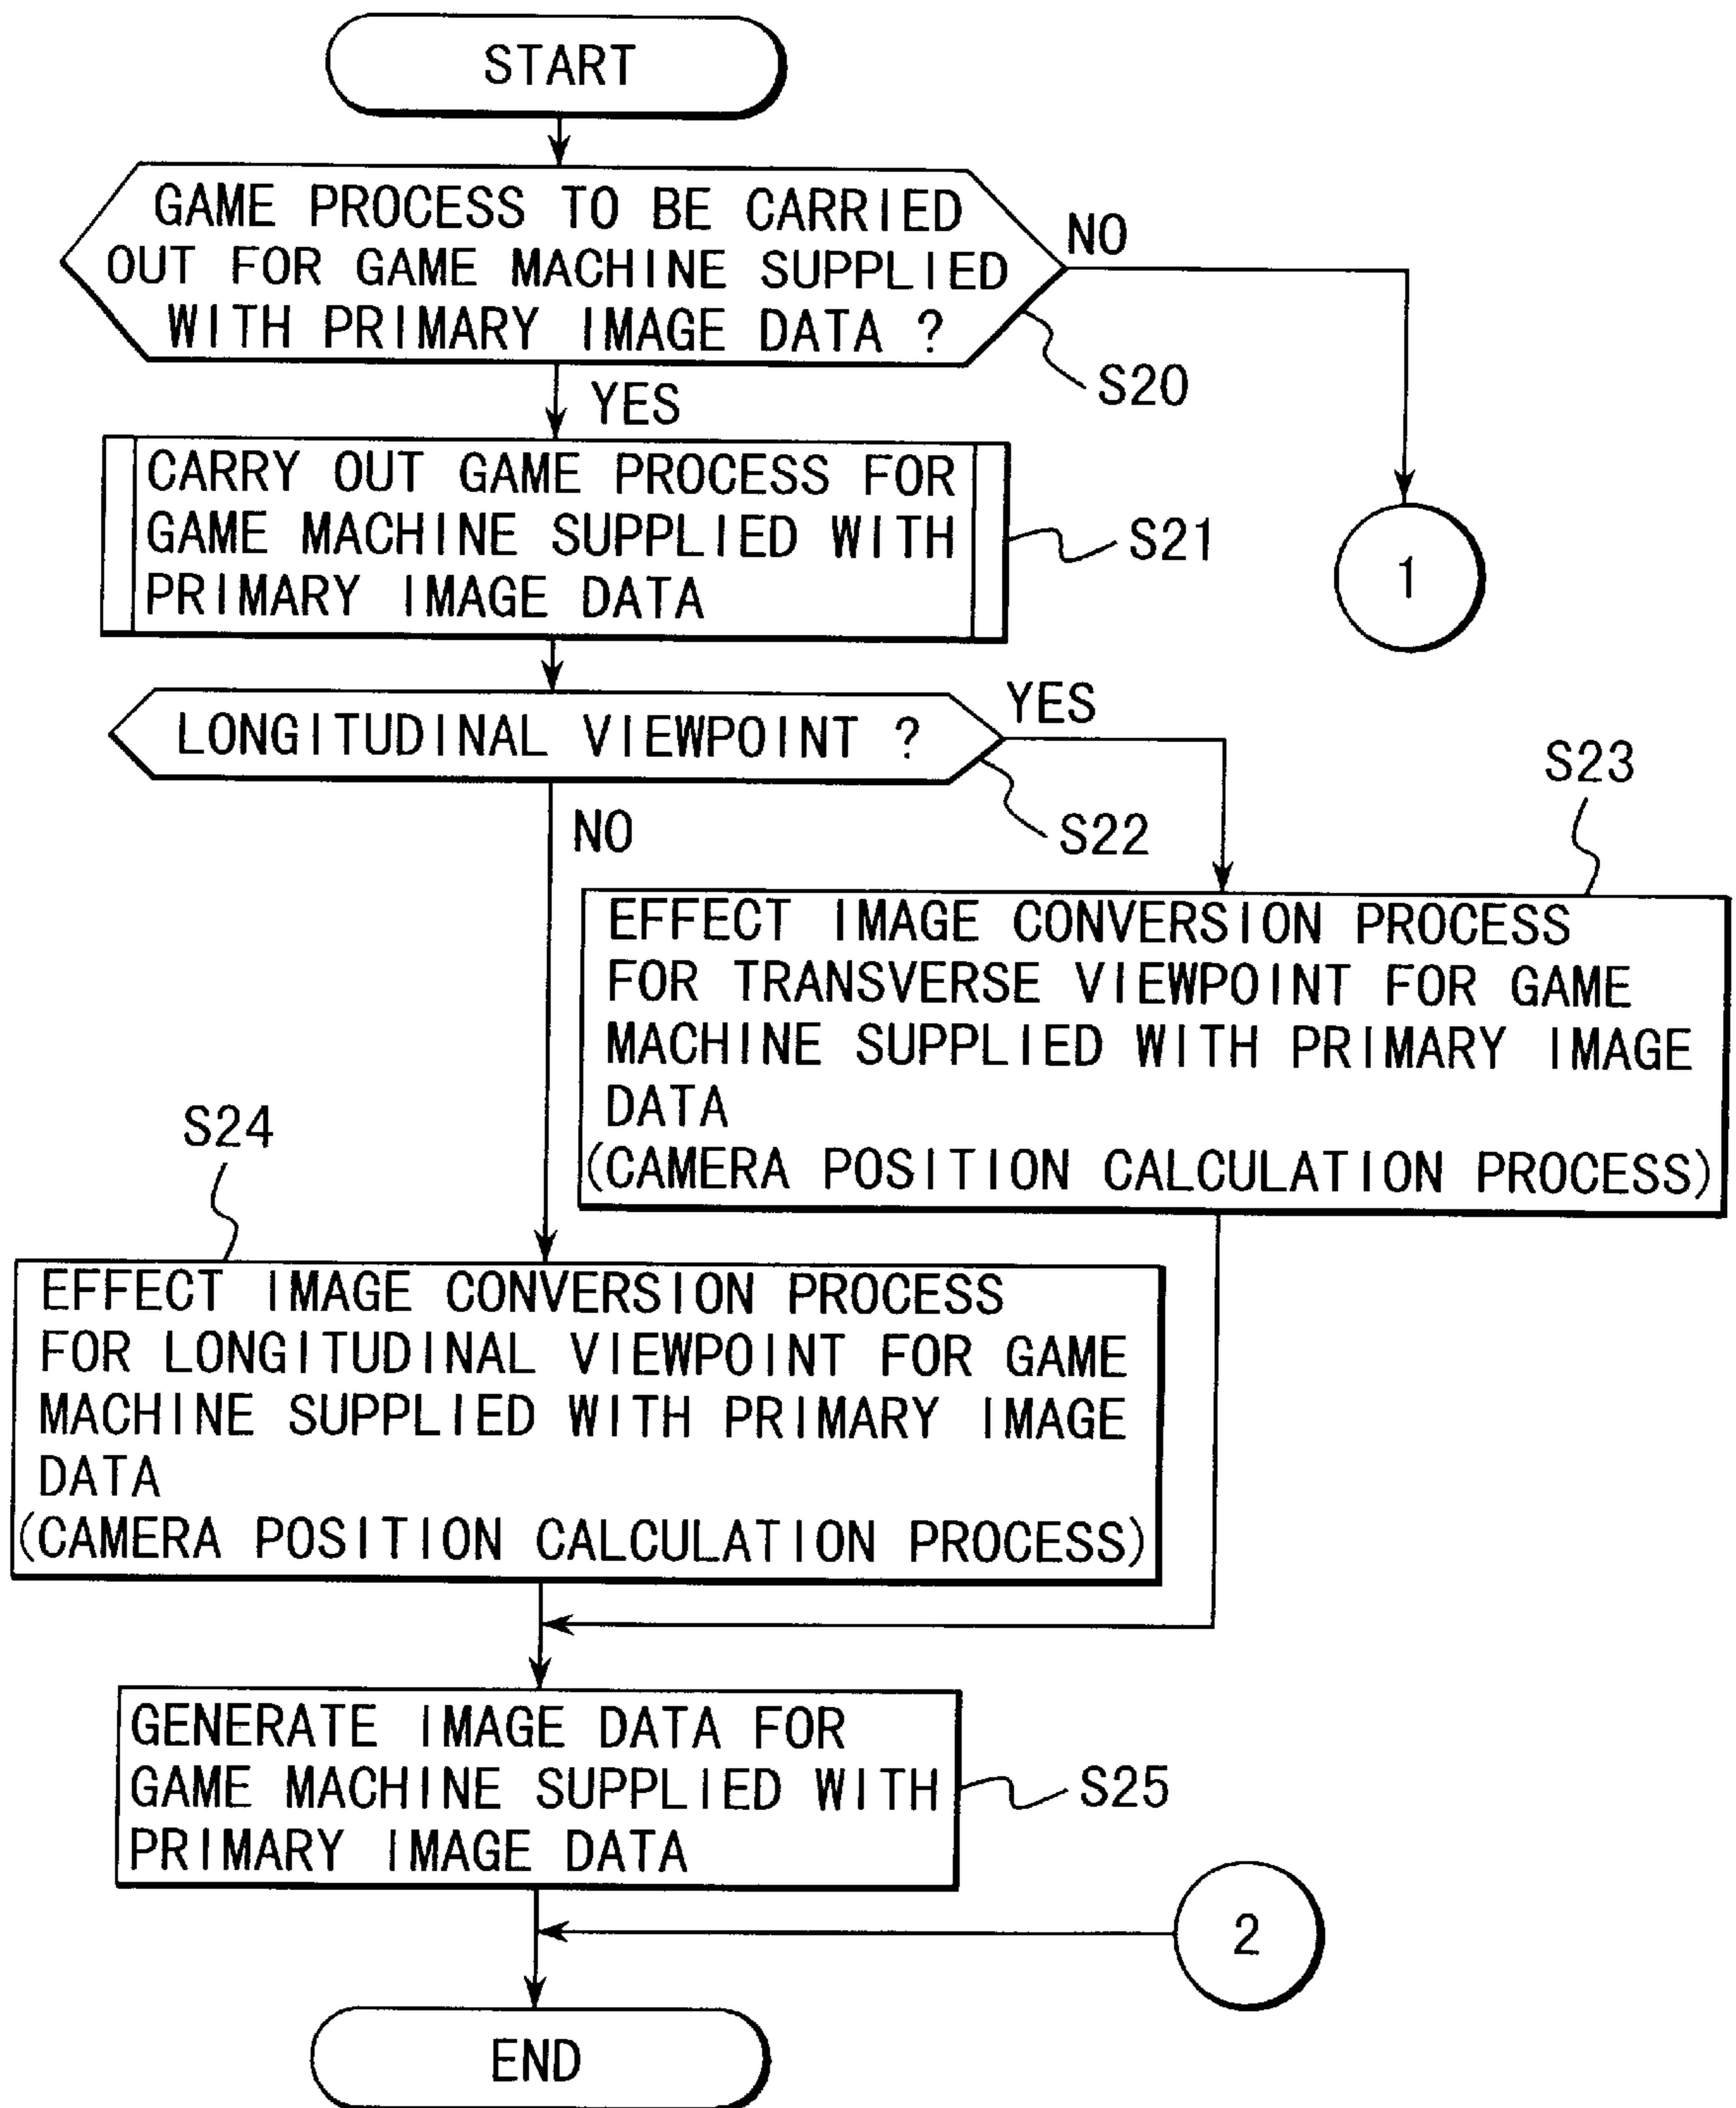 START
GAME PROCESS TO BE CARRIED
OUT FOR GAME MACHINE SUPPLIED
WITH PRIMARY IMAGE DATA ?
NO
S20
YES
1
CARRY OUT GAME PROCESS FOR
GAME MACHINE SUPPLIED WITH
PRIMARY IMAGE DATA
S21
LONGITUDINAL VIEWPOINT ?
YES
S22
NO
S23
EFFECT IMAGE CONVERSION PROCESS
FOR TRANSVERSE VIEWPOINT FOR GAME
MACHINE SUPPLIED WITH PRIMARY IMAGE
DATA
(CAMERA POSITION CALCULATION PROCESS)
S24
EFFECT IMAGE CONVERSION PROCESS
FOR LONGITUDINAL VIEWPOINT FOR GAME
MACHINE SUPPLIED WITH PRIMARY IMAGE
DATA
(CAMERA POSITION CALCULATION PROCESS)
GENERATE IMAGE DATA FOR
GAME MACHINE SUPPLIED WITH
PRIMARY IMAGE DATA
S25
2
END